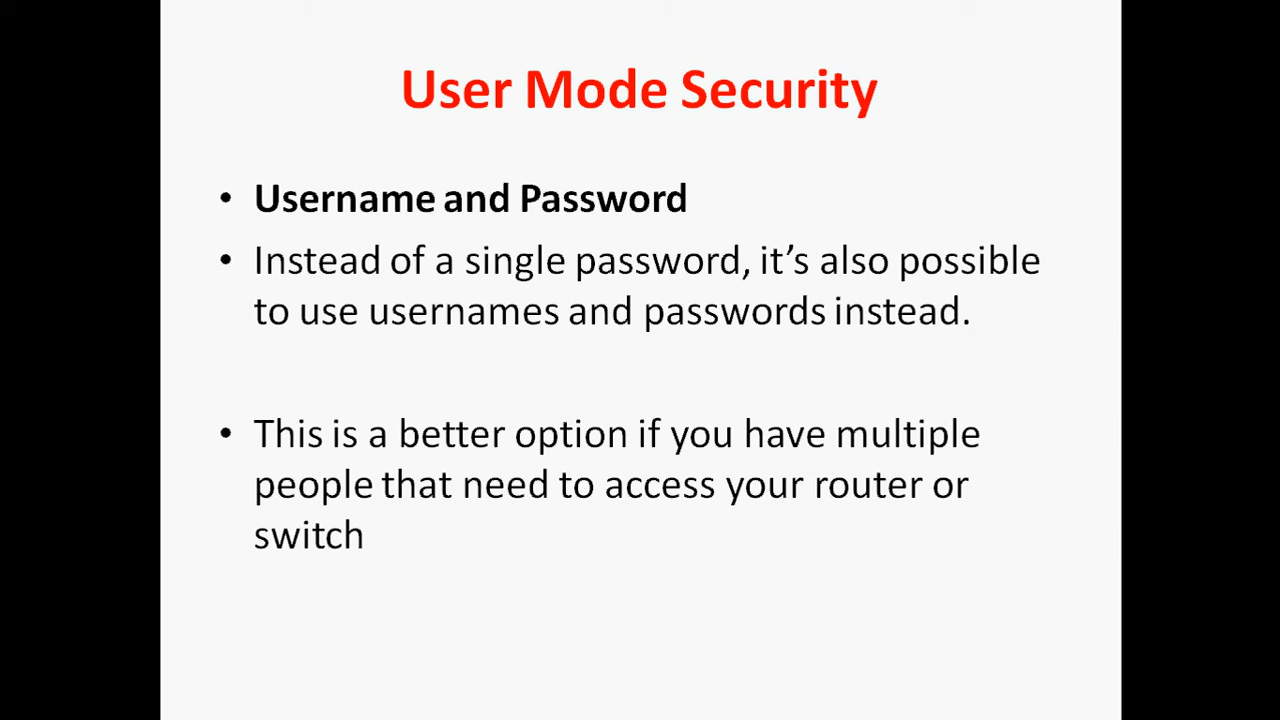 User Mode Security
• Username and Password
• Instead of a single password, it’s also possible
to use usernames and passwords instead.
• This is a better option if you have multiple
people that need to access your router or
switch